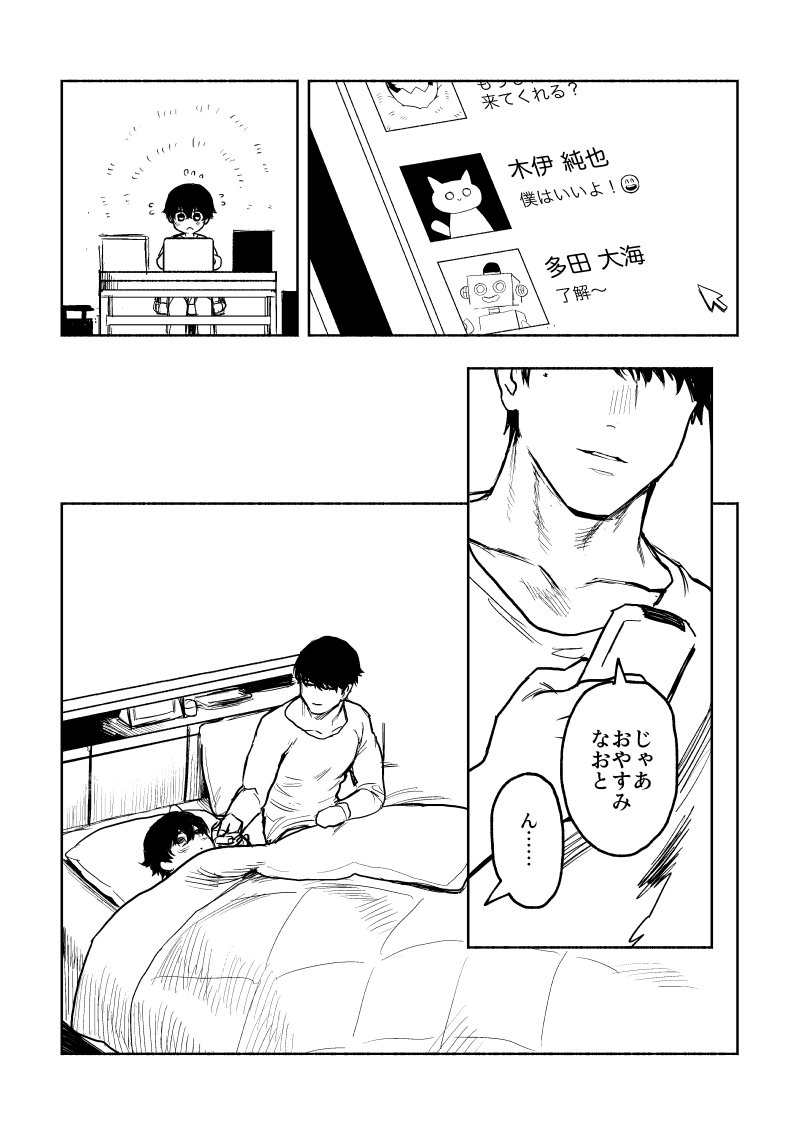 来てくれる？
木伊 純也
僕はいいよ！😀
多田 大海
了解～
じゃあ
おやすみ
なおと
ん……